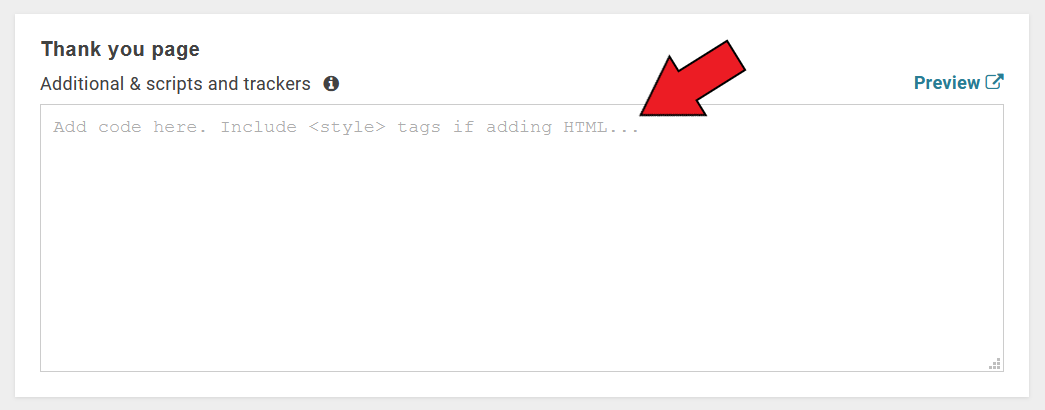 Thank you page
Additional & scripts and trackers
Preview
Add code here. Include <style> tags if adding HTML...